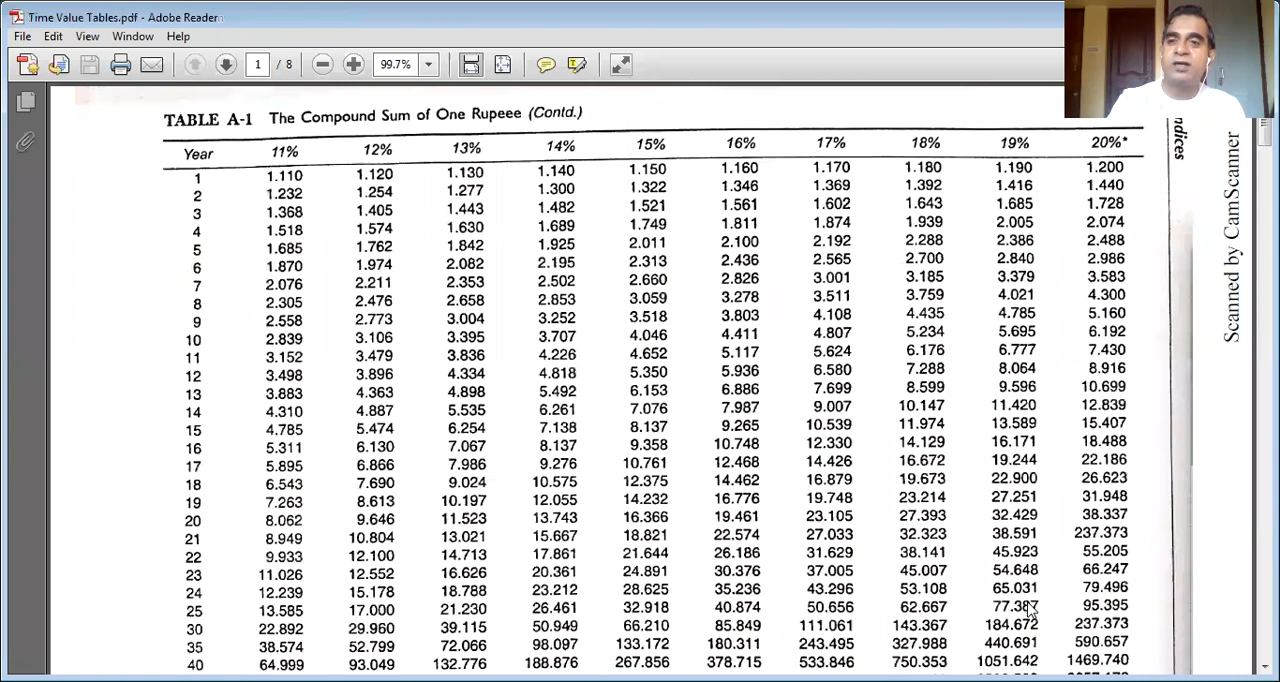 Time Value Tables.pdf - Adobe Reader
File Edit View Window Help
1 / 8 99.7%
TABLE A-1 The Compound Sum of One Rupeee (Contd.)
Year 11% 12% 13% 14% 15% 16% 17% 18% 19% 20%*
1 1.110 1.120 1.130 1.140 1.150 1.160 1.170 1.180 1.190 1.200
2 1.232 1.254 1.277 1.300 1.322 1.346 1.369 1.392 1.416 1.440
3 1.368 1.405 1.443 1.482 1.521 1.561 1.602 1.643 1.685 1.728
4 1.518 1.574 1.630 1.689 1.749 1.811 1.874 1.939 2.005 2.074
5 1.685 1.762 1.842 1.925 2.011 2.100 2.192 2.288 2.386 2.488
6 1.870 1.974 2.082 2.195 2.313 2.436 2.565 2.700 2.840 2.986
7 2.076 2.211 2.353 2.502 2.660 2.826 3.001 3.185 3.379 3.583
8 2.305 2.476 2.658 2.853 3.059 3.278 3.511 3.759 4.021 4.300
9 2.558 2.773 3.004 3.252 3.518 3.803 4.108 4.435 4.785 5.160
10 2.839 3.106 3.395 3.707 4.046 4.411 4.807 5.234 5.695 6.192
11 3.152 3.479 3.836 4.226 4.652 5.117 5.624 6.176 6.777 7.430
12 3.498 3.896 4.334 4.818 5.350 5.936 6.580 7.288 8.064 8.916
13 3.883 4.363 4.898 5.492 6.153 6.886 7.699 8.599 9.596 10.699
14 4.310 4.887 5.535 6.261 7.076 7.987 9.007 10.147 11.420 12.839
15 4.785 5.474 6.254 7.138 8.137 9.265 10.539 11.974 13.589 15.407
16 5.311 6.130 7.067 8.137 9.358 10.748 12.330 14.129 16.171 18.488
17 5.895 6.866 7.986 9.276 10.761 12.468 14.426 16.672 19.244 22.186
18 6.543 7.690 9.024 10.575 12.375 14.462 16.879 19.673 22.900 26.623
19 7.263 8.613 10.197 12.055 14.232 16.776 19.748 23.214 27.251 31.948
20 8.062 9.646 11.523 13.743 16.366 19.461 23.105 27.393 32.429 38.337
21 8.949 10.804 13.021 15.667 18.821 22.574 27.033 32.323 38.591 237.373
22 9.933 12.100 14.713 17.861 21.644 26.186 31.629 38.141 45.923 55.205
23 11.026 12.552 16.626 20.361 24.891 30.376 37.005 45.007 54.648 66.247
24 12.239 15.178 18.788 23.212 28.625 35.236 43.296 53.108 65.031 79.496
25 13.585 17.000 21.230 26.461 32.918 40.874 50.656 62.667 77.387 95.395
30 22.892 29.960 39.115 50.949 66.210 85.849 111.061 143.367 184.672 237.373
35 38.574 52.799 72.066 98.097 133.172 180.311 243.495 327.988 440.691 590.657
40 64.999 93.049 132.776 188.876 267.856 378.715 533.846 750.353 1051.642 1469.740
Scanned by CamScanner